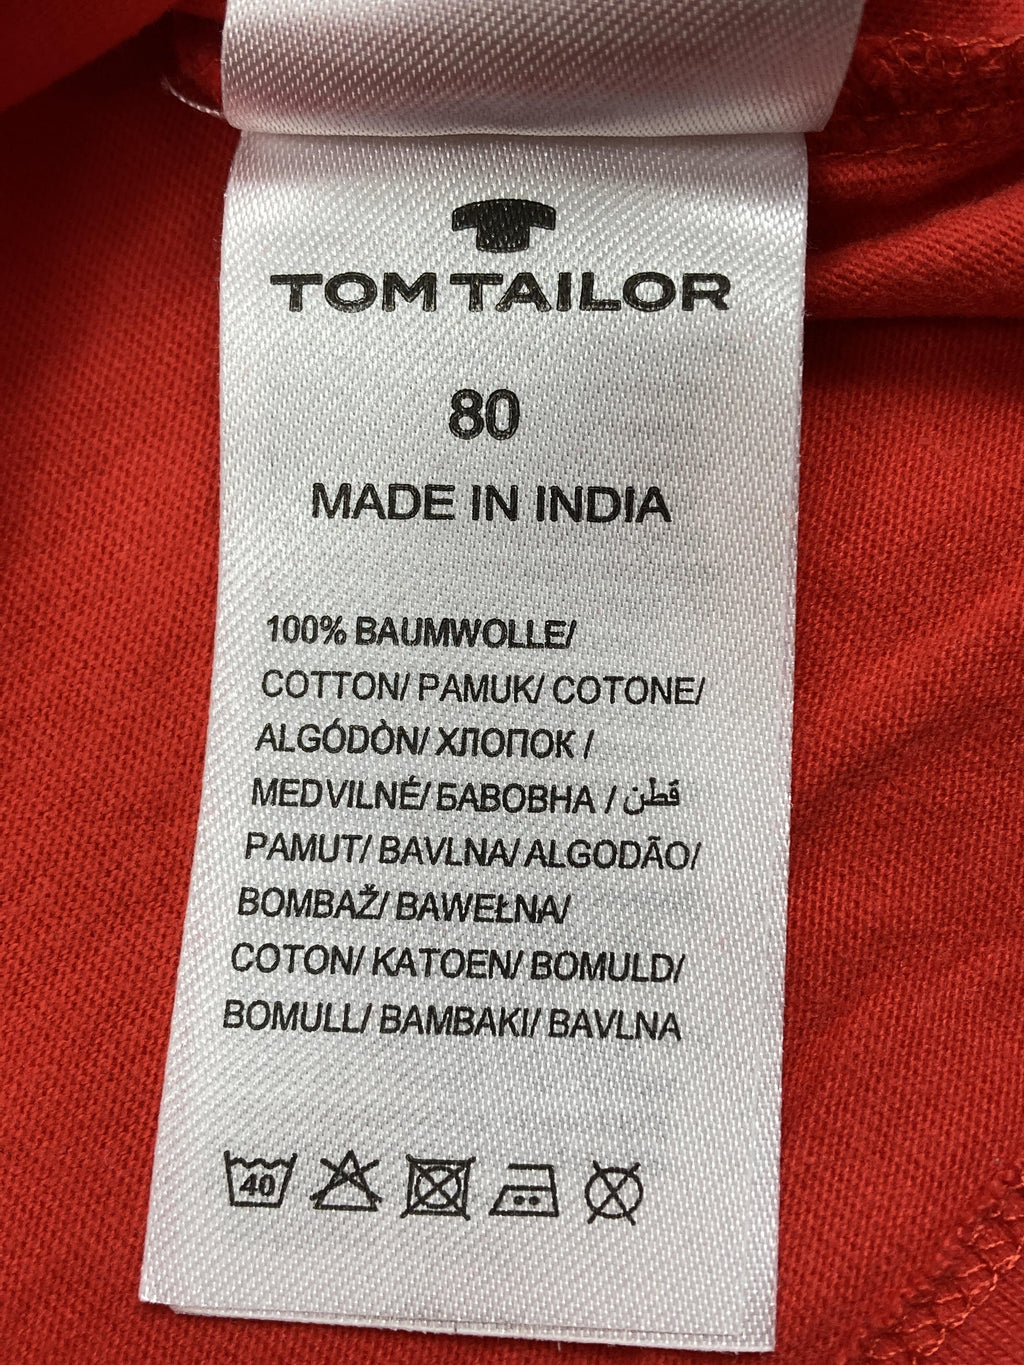 TOM TAILOR
80
MADE IN INDIA
100% BAUMWOLLE/
COTTON/ PAMUK/ COTONE/
ALGÓDÒN/ ХЛОПОК /
MEDVILNÉ/ БАВОВНА / قطن
PAMUT/ BAVLNA/ ALGODÃO/
BOMBAŽ/ BAWEŁNA/
COTON/ KATOEN/ BOMULD/
BOMULL/ BAMBAKI/ BAVLNA
40